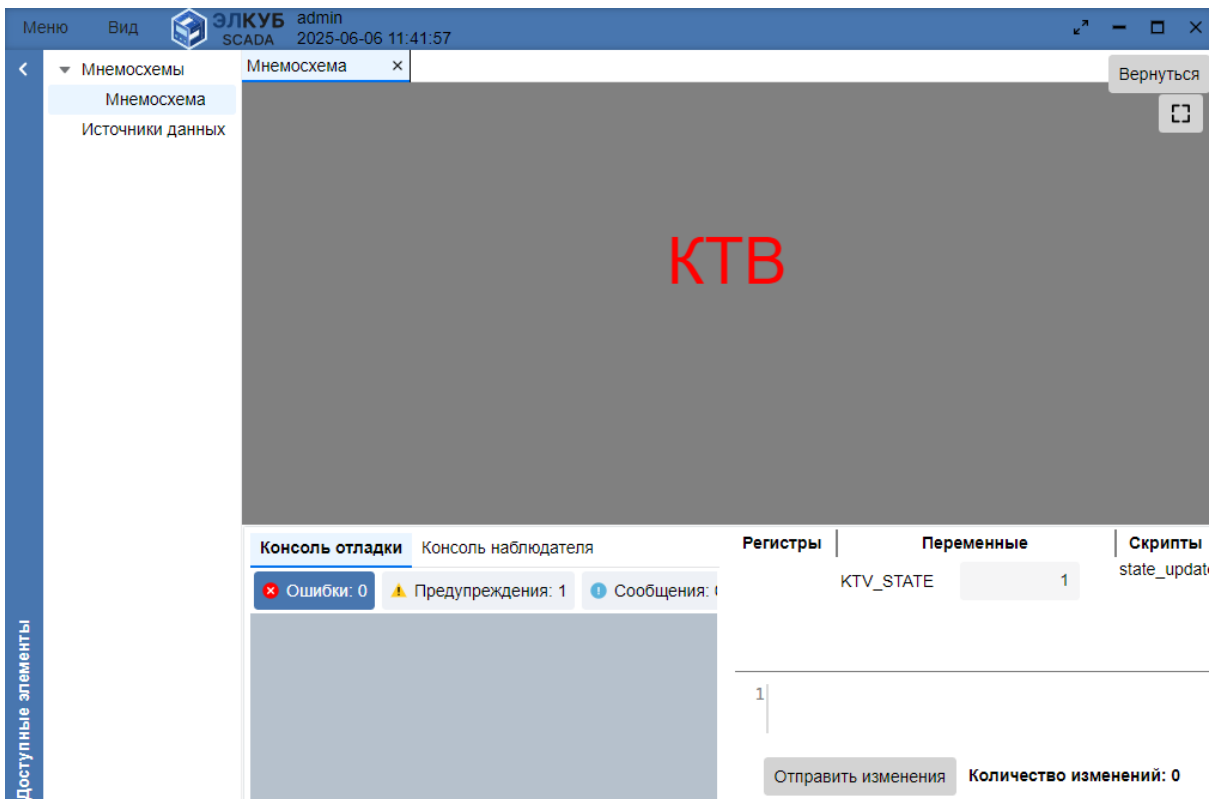 Меню Вид ЭЛКУБ SCADA admin
2025-06-06 11:41:57
Мнемосхемы
Мнемосхема
Источники данных
Мнемосхема ×
Вернуться
КТВ
Доступные элементы
Консоль отладки Консоль наблюдателя
Ошибки: 0 Предупреждения: 1 Сообщения:
Регистры Переменные Скрипты
KTV_STATE 1 state_update
1
Отправить изменения Количество изменений: 0